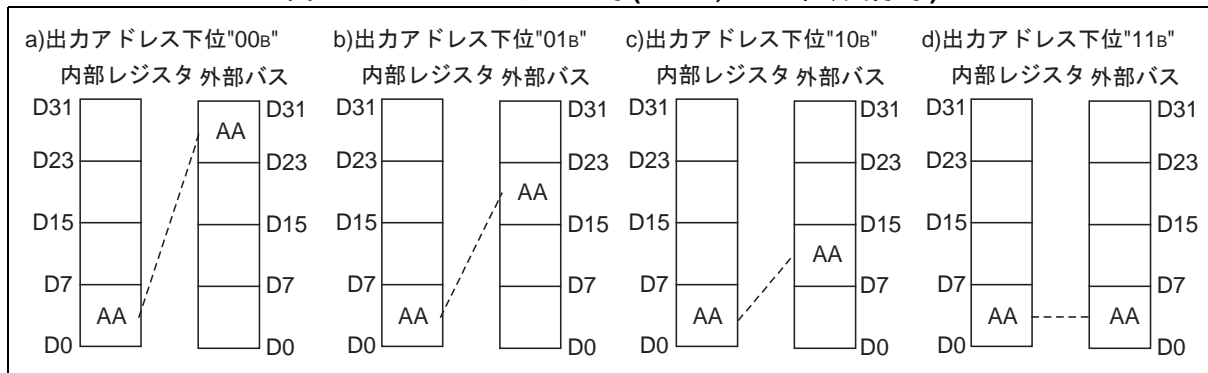 a)出力アドレス下位"00B"
内部レジスタ 外部バス
D31
D23
D15
D7
D0
AA
AA
D31
D23
D15
D7
D0
b)出力アドレス下位"01B"
内部レジスタ 外部バス
D31
D23
D15
D7
D0
AA
AA
D31
D23
D15
D7
D0
c)出力アドレス下位"10B"
内部レジスタ 外部バス
D31
D23
D15
D7
D0
AA
AA
D31
D23
D15
D7
D0
d)出力アドレス下位"11B"
内部レジスタ 外部バス
D31
D23
D15
D7
D0
AA
AA
D31
D23
D15
D7
D0